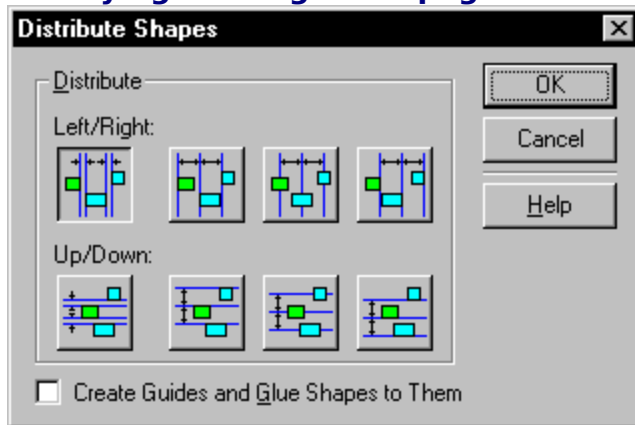 Distribute Shapes
Distribute
OK
Left/Right:
Cancel
Help
Up/Down:
Create Guides and Glue Shapes to Them